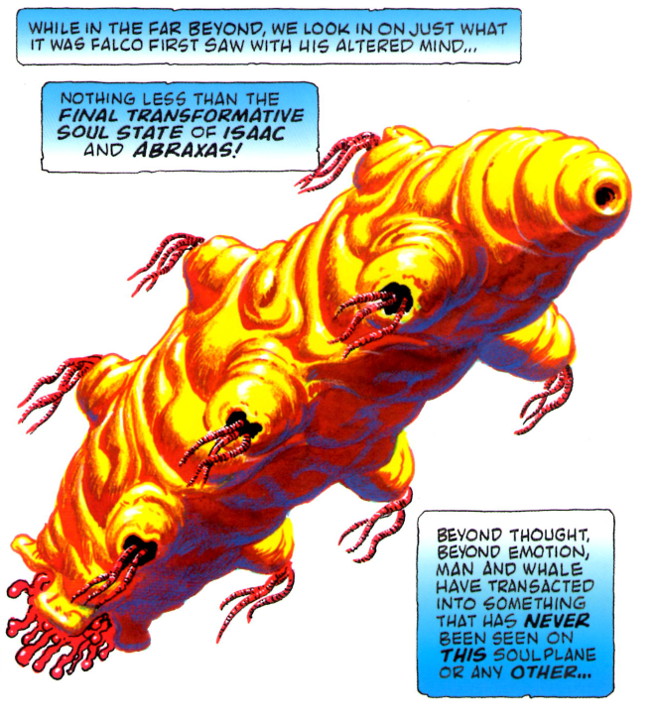 WHILE IN THE FAR BEYOND, WE LOOK IN ON JUST WHAT
IT WAS FALCO FIRST SAW WITH HIS ALTERED MIND...
NOTHING LESS THAN THE
FINAL TRANSFORMATIVE
SOUL STATE OF ISAAC
AND ABRAXAS!
BEYOND THOUGHT,
BEYOND EMOTION,
MAN AND WHALE
HAVE TRANSACTED
INTO SOMETHING
THAT HAS NEVER
BEEN SEEN ON
THIS SOULPLANE
OR ANY OTHER...